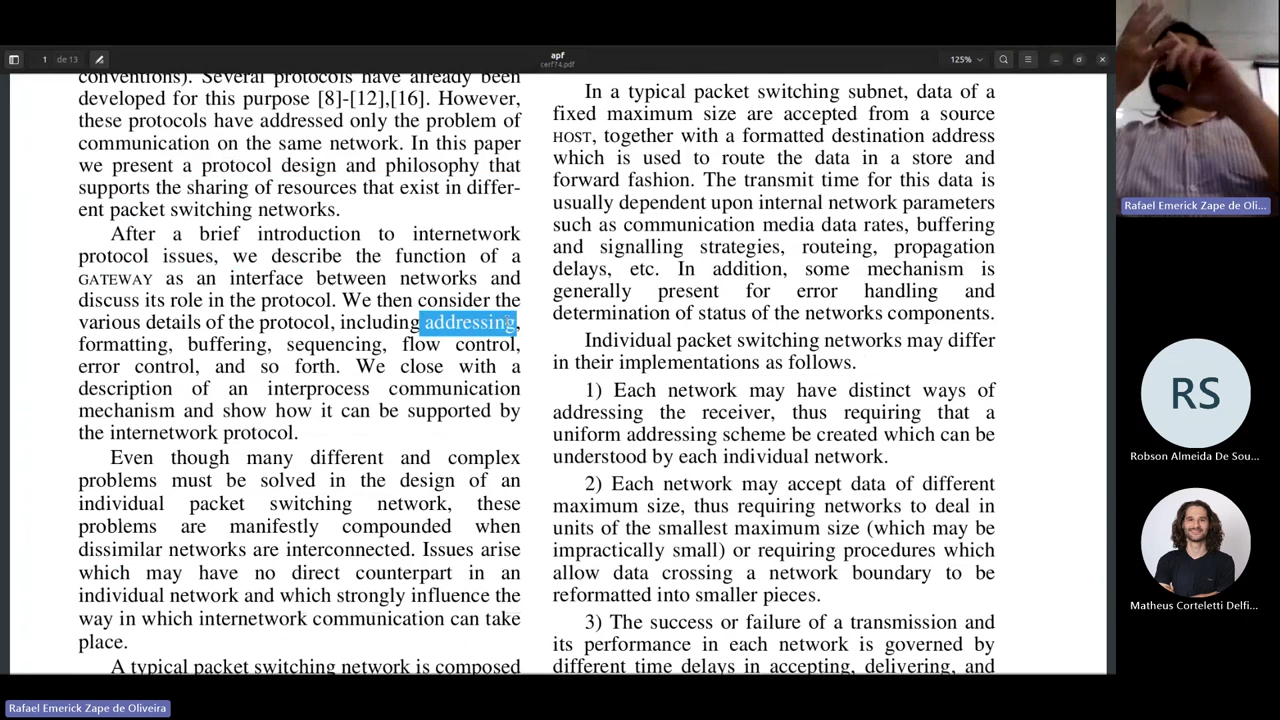 1 de 13
apf
cerf74.pdf
125%
conventions). Several protocols have already been
developed for this purpose [8]-[12],[16]. However,
these protocols have addressed only the problem of
communication on the same network. In this paper
we present a protocol design and philosophy that
supports the sharing of resources that exist in differ-
ent packet switching networks.
After a brief introduction to internetwork
protocol issues, we describe the function of a
GATEWAY as an interface between networks and
discuss its role in the protocol. We then consider the
various details of the protocol, including addressing,
formatting, buffering, sequencing, flow control,
error control, and so forth. We close with a
description of an interprocess communication
mechanism and show how it can be supported by
the internetwork protocol.
Even though many different and complex
problems must be solved in the design of an
individual packet switching network, these
problems are manifestly compounded when
dissimilar networks are interconnected. Issues arise
which may have no direct counterpart in an
individual network and which strongly influence the
way in which internetwork communication can take
place.
A typical packet switching network is composed
In a typical packet switching subnet, data of a
fixed maximum size are accepted from a source
HOST, together with a formatted destination address
which is used to route the data in a store and
forward fashion. The transmit time for this data is
usually dependent upon internal network parameters
such as communication media data rates, buffering
and signalling strategies, routeing, propagation
delays, etc. In addition, some mechanism is
generally present for error handling and
determination of status of the networks components.
Individual packet switching networks may differ
in their implementations as follows.
1) Each network may have distinct ways of
addressing the receiver, thus requiring that a
uniform addressing scheme be created which can be
understood by each individual network.
2) Each network may accept data of different
maximum size, thus requiring networks to deal in
units of the smallest maximum size (which may be
impractically small) or requiring procedures which
allow data crossing a network boundary to be
reformatted into smaller pieces.
3) The success or failure of a transmission and
its performance in each network is governed by
different time delays in accepting, delivering, and
Rafael Emerick Zape de Oli...
RS
Robson Almeida De Sou...
Matheus Corteletti Delfi...
Rafael Emerick Zape de Oliveira